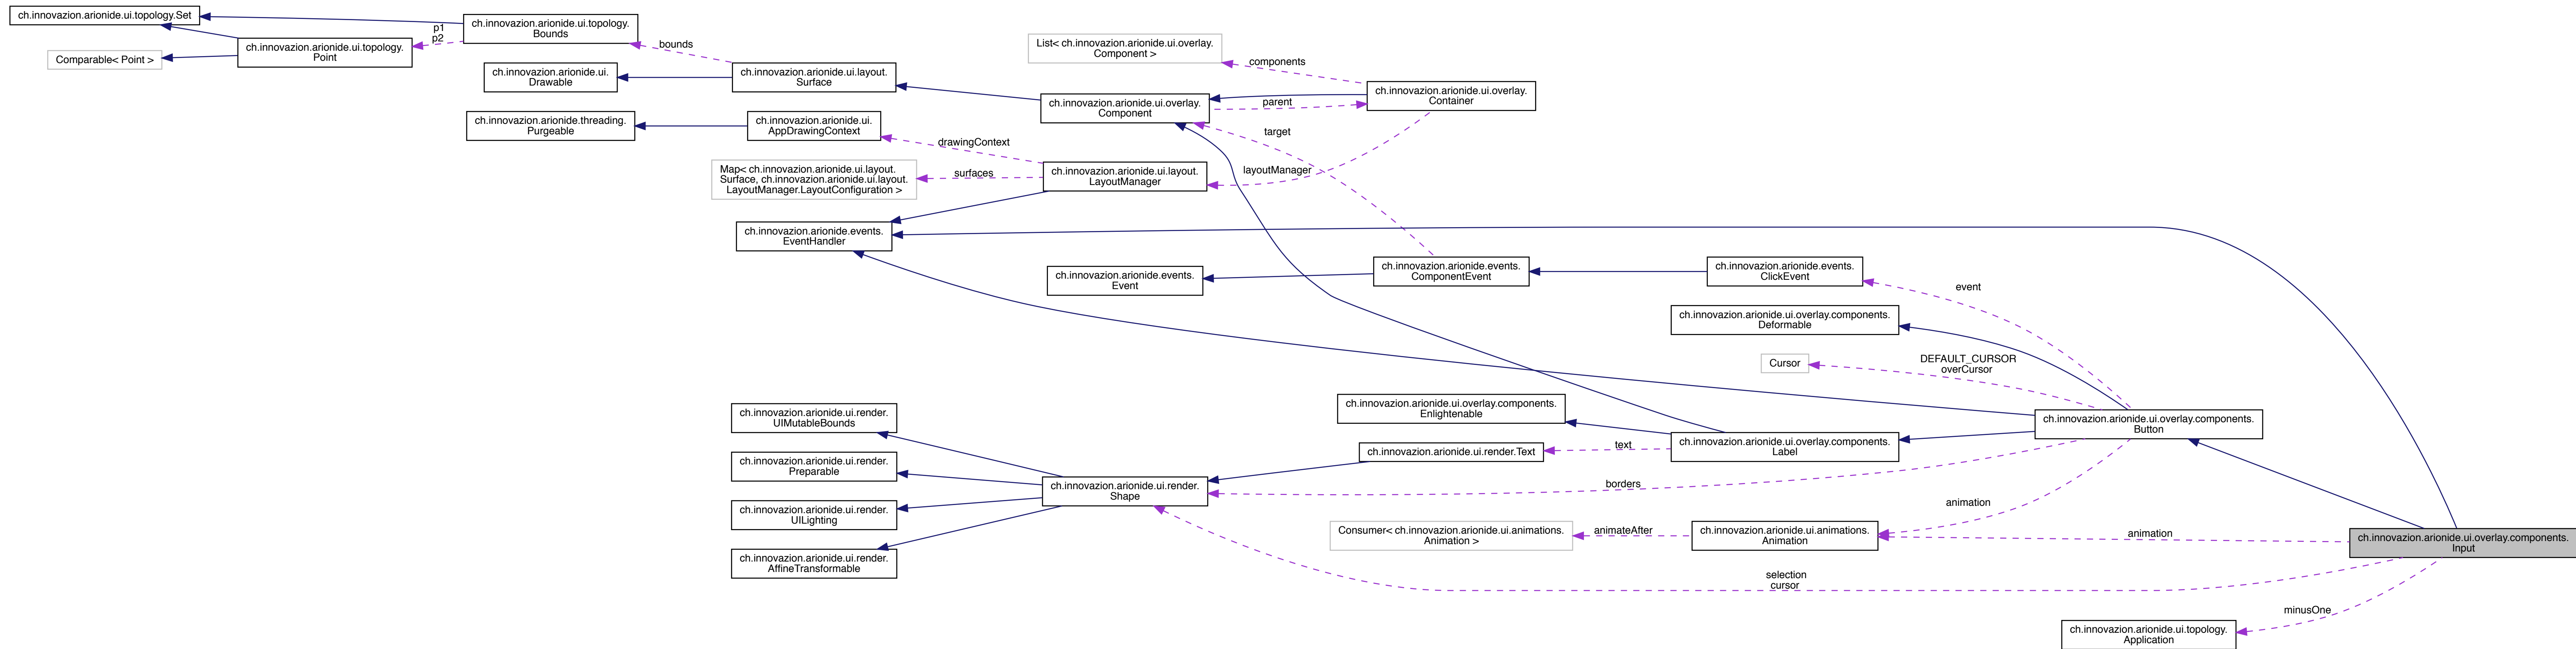 ch.innovazion.arionide.ui.topology.Set
ch.innovazion.arionide.ui.topology.
Bounds
p1
p2
ch.innovazion.arionide.ui.topology.
Point
Comparable< Point >
bounds
ch.innovazion.arionide.ui.
Drawable
ch.innovazion.arionide.ui.layout.
Surface
List< ch.innovazion.arionide.ui.overlay.
Component >
components
ch.innovazion.arionide.ui.overlay.
Container
ch.innovazion.arionide.ui.overlay.
Component
parent
ch.innovazion.arionide.threading.
Purgeable
ch.innovazion.arionide.ui.
AppDrawingContext
drawingContext
target
Map< ch.innovazion.arionide.ui.layout.
Surface, ch.innovazion.arionide.ui.layout.
LayoutManager.LayoutConfiguration >
surfaces
ch.innovazion.arionide.ui.layout.
LayoutManager
layoutManager
ch.innovazion.arionide.events.
EventHandler
ch.innovazion.arionide.events.
Event
ch.innovazion.arionide.events.
ComponentEvent
ch.innovazion.arionide.events.
ClickEvent
event
ch.innovazion.arionide.ui.overlay.components.
Deformable
Cursor
DEFAULT_CURSOR
overCursor
ch.innovazion.arionide.ui.render.
UIMutableBounds
ch.innovazion.arionide.ui.overlay.components.
Enlightenable
ch.innovazion.arionide.ui.overlay.components.
Button
ch.innovazion.arionide.ui.render.Text
text
ch.innovazion.arionide.ui.overlay.components.
Label
ch.innovazion.arionide.ui.render.
Preparable
ch.innovazion.arionide.ui.render.
Shape
borders
ch.innovazion.arionide.ui.render.
UILighting
animation
Consumer< ch.innovazion.arionide.ui.animations.
Animation >
animateAfter
ch.innovazion.arionide.ui.animations.
Animation
animation
ch.innovazion.arionide.ui.overlay.components.
Input
ch.innovazion.arionide.ui.render.
AffineTransformable
selection
cursor
minusOne
ch.innovazion.arionide.ui.topology.
Application